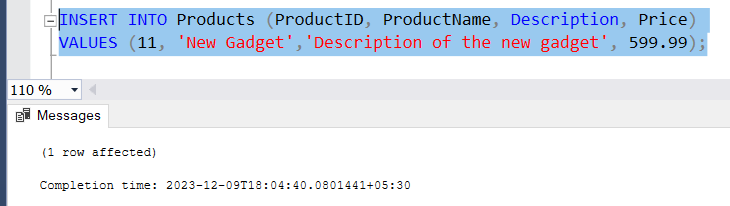 INSERT INTO Products (ProductID, ProductName, Description, Price)
VALUES (11, 'New Gadget','Description of the new gadget', 599.99);
110 %
Messages
(1 row affected)
Completion time: 2023-12-09T18:04:40.0801441+05:30